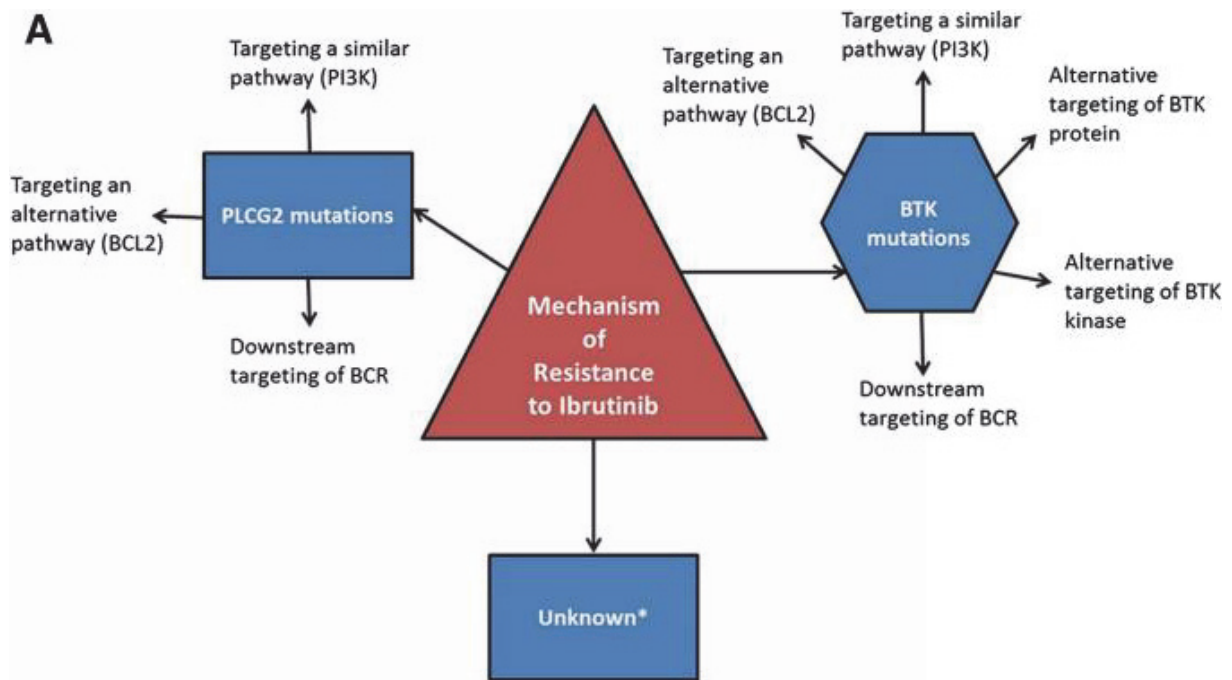 A
Targeting a similar
pathway (PI3K)
Targeting an
alternative
pathway (BCL2)
PLCG2 mutations
Downstream
targeting of BCR
Mechanism
of
Resistance
to Ibrutinib
Unknown*
Targeting an
alternative
pathway (BCL2)
Targeting a similar
pathway (PI3K)
Alternative
targeting of BTK
protein
BTK
mutations
Alternative
targeting of BTK
kinase
Downstream
targeting of BCR